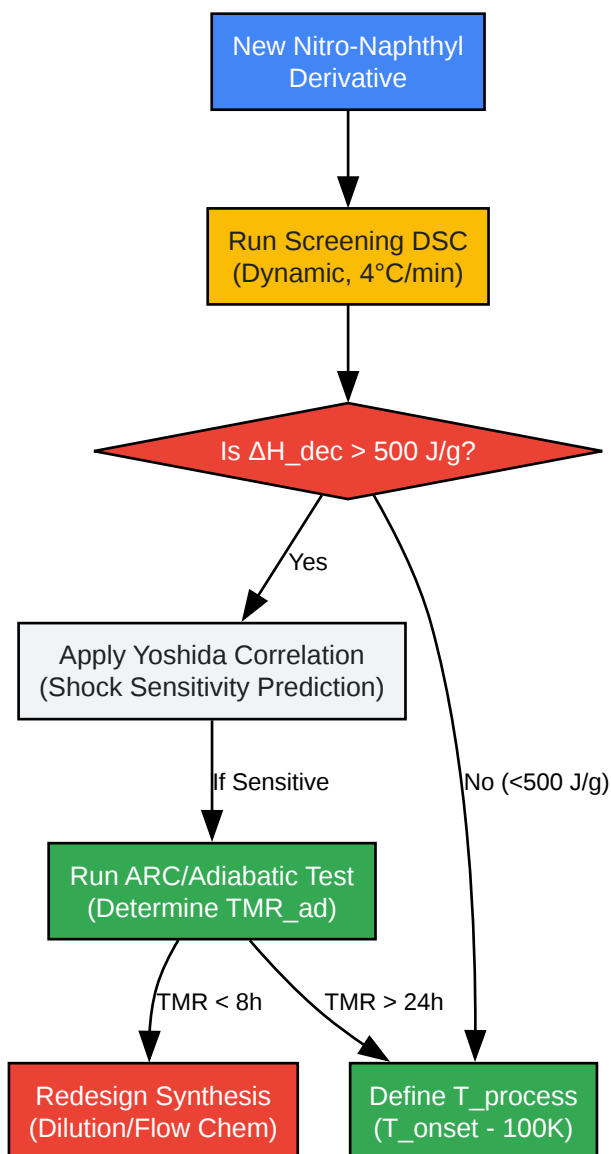 New Nitro-Naphthyl
Derivative
Run Screening DSC
(Dynamic, 4°C/min)
Is ΔH_dec > 500 J/g?
Yes
Apply Yoshida Correlation
(Shock Sensitivity Prediction)
If Sensitive
No (<500 J/g)
Run ARC/Adiabatic Test
(Determine TMR_ad)
TMR < 8h
TMR > 24h
Redesign Synthesis
(Dilution/Flow Chem)
Define T_process
(T_onset - 100K)